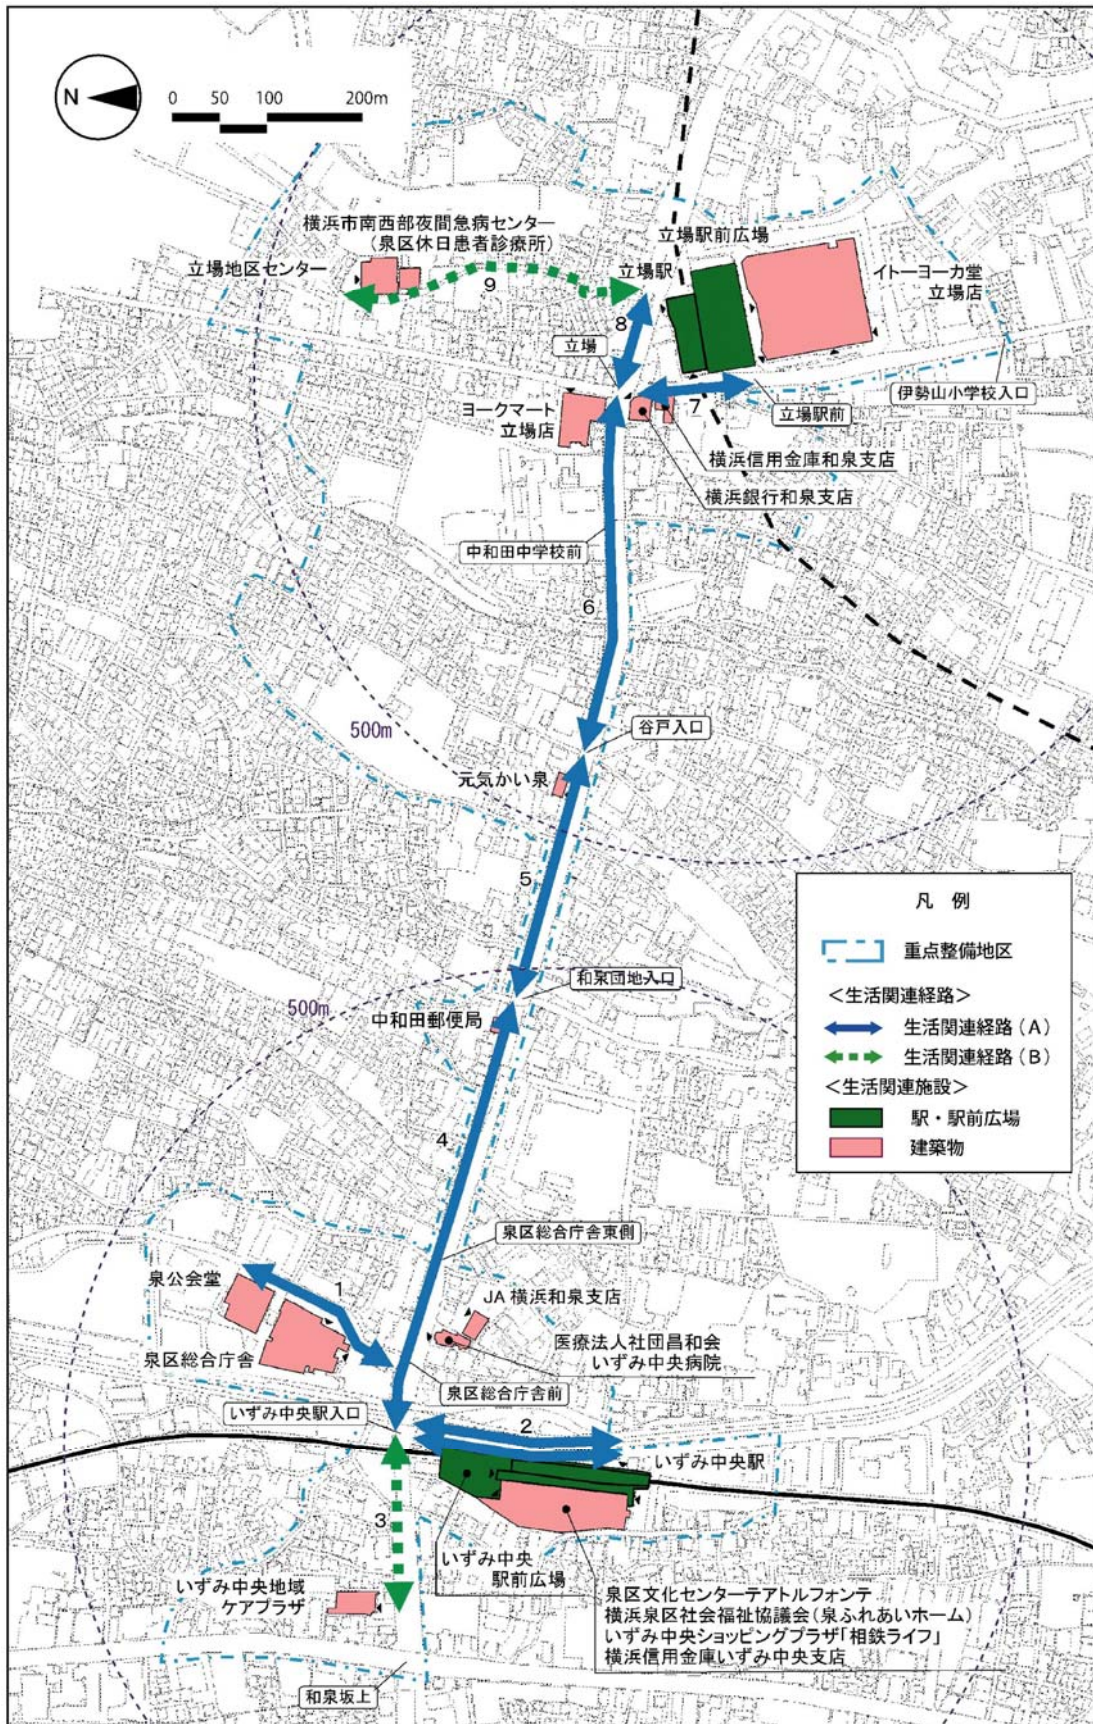 N
0 50 100 200m
横浜市南西部夜間急病センター
(泉区休日患者診療所)
立場地区センター
9
立場駅
立場駅前広場
イトーヨーカ堂
立場店
8
立場
ヨークマート
立場店
7
立場駅前
伊勢山小学校入口
横浜信用金庫和泉支店
横浜銀行和泉支店
中和田中学校前
6
谷戸入口
500m
元気かい泉
5
凡 例
重点整備地区
<生活関連経路>
生活関連経路(A)
生活関連経路(B)
<生活関連施設>
駅・駅前広場
建築物
和泉団地入口
500m
中和田郵便局
4
泉区総合庁舎東側
泉公会堂
1
JA横浜和泉支店
泉区総合庁舎
医療法人社団昌和会
いずみ中央病院
泉区総合庁舎前
いずみ中央駅入口
2
いずみ中央駅
3
いずみ中央
駅前広場
いずみ中央地域
ケアプラザ
泉区文化センターテアトルフォンテ
横浜泉区社会福祉協議会(泉ふれあいホーム)
いずみ中央ショッピングプラザ「相鉄ライフ」
横浜信用金庫いずみ中央支店
和泉坂上